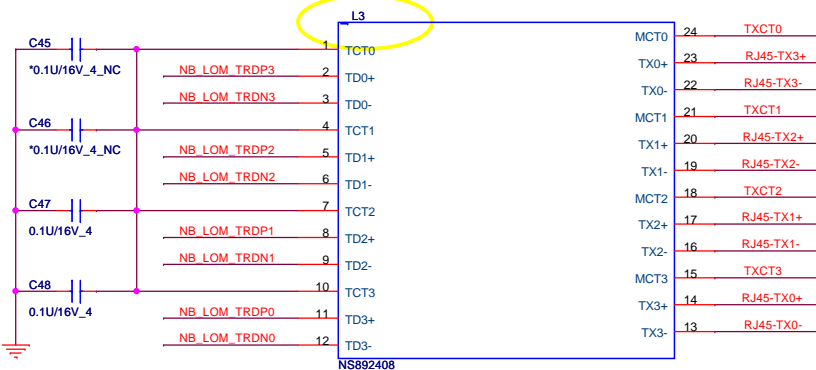 L3
C45
*0.1U/16V_4_NC
1
TCT0
NB_LOM_TRDP3
2
TD0+
NB_LOM_TRDN3
3
TD0-
C46
*0.1U/16V_4_NC
4
TCT1
NB_LOM_TRDP2
5
TD1+
NB_LOM_TRDN2
6
TD1-
C47
0.1U/16V_4
7
TCT2
NB_LOM_TRDP1
8
TD2+
NB_LOM_TRDN1
9
TD2-
C48
0.1U/16V_4
10
TCT3
NB_LOM_TRDP0
11
TD3+
NB_LOM_TRDN0
12
TD3-
MCT0
24
TXCT0
TX0+
23
RJ45-TX3+
TX0-
22
RJ45-TX3-
MCT1
21
TXCT1
TX1+
20
RJ45-TX2+
TX1-
19
RJ45-TX2-
MCT2
18
TXCT2
TX2+
17
RJ45-TX1+
TX2-
16
RJ45-TX1-
MCT3
15
TXCT3
TX3+
14
RJ45-TX0+
TX3-
13
RJ45-TX0-
NS892408